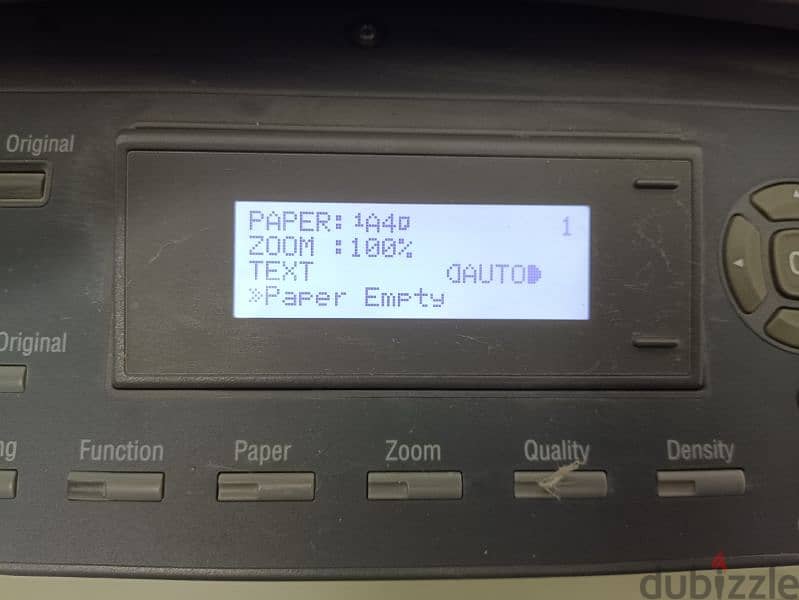 Original
PAPER: 1A4 1
ZOOM :100%
TEXT AUTO
»Paper Empty
Original
Function Paper Zoom Quality Density
dubizzle